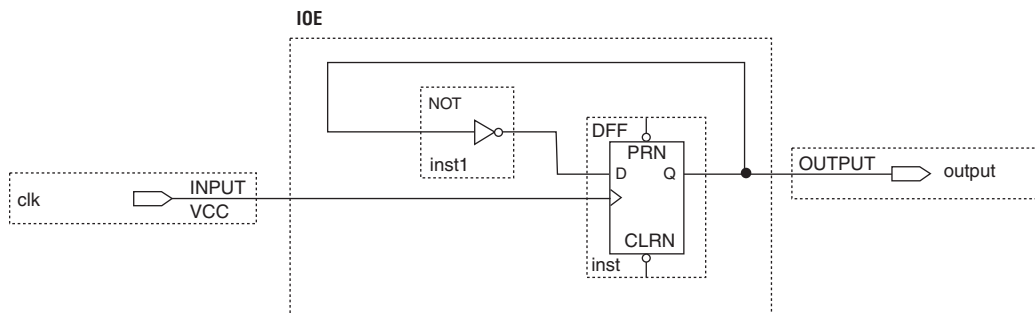 IOE
NOT
inst1
DFF
PRN
D
Q
CLRN
inst
clk
INPUT
VCC
OUTPUT
output